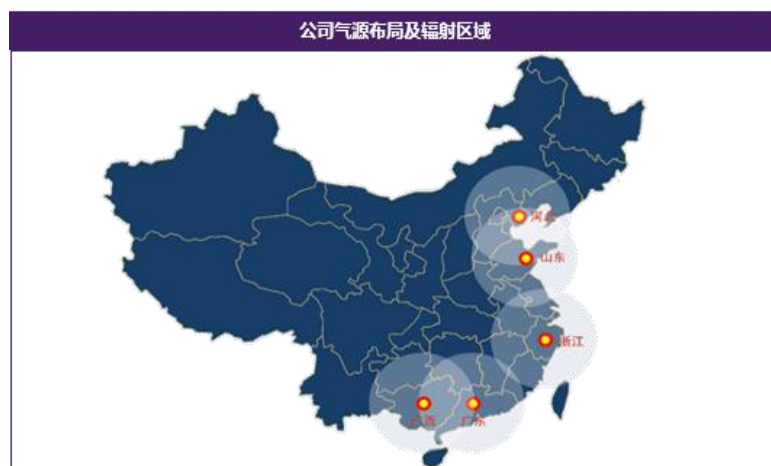 公司气源布局及辐射区域
河北
山东
浙江
广西
广东